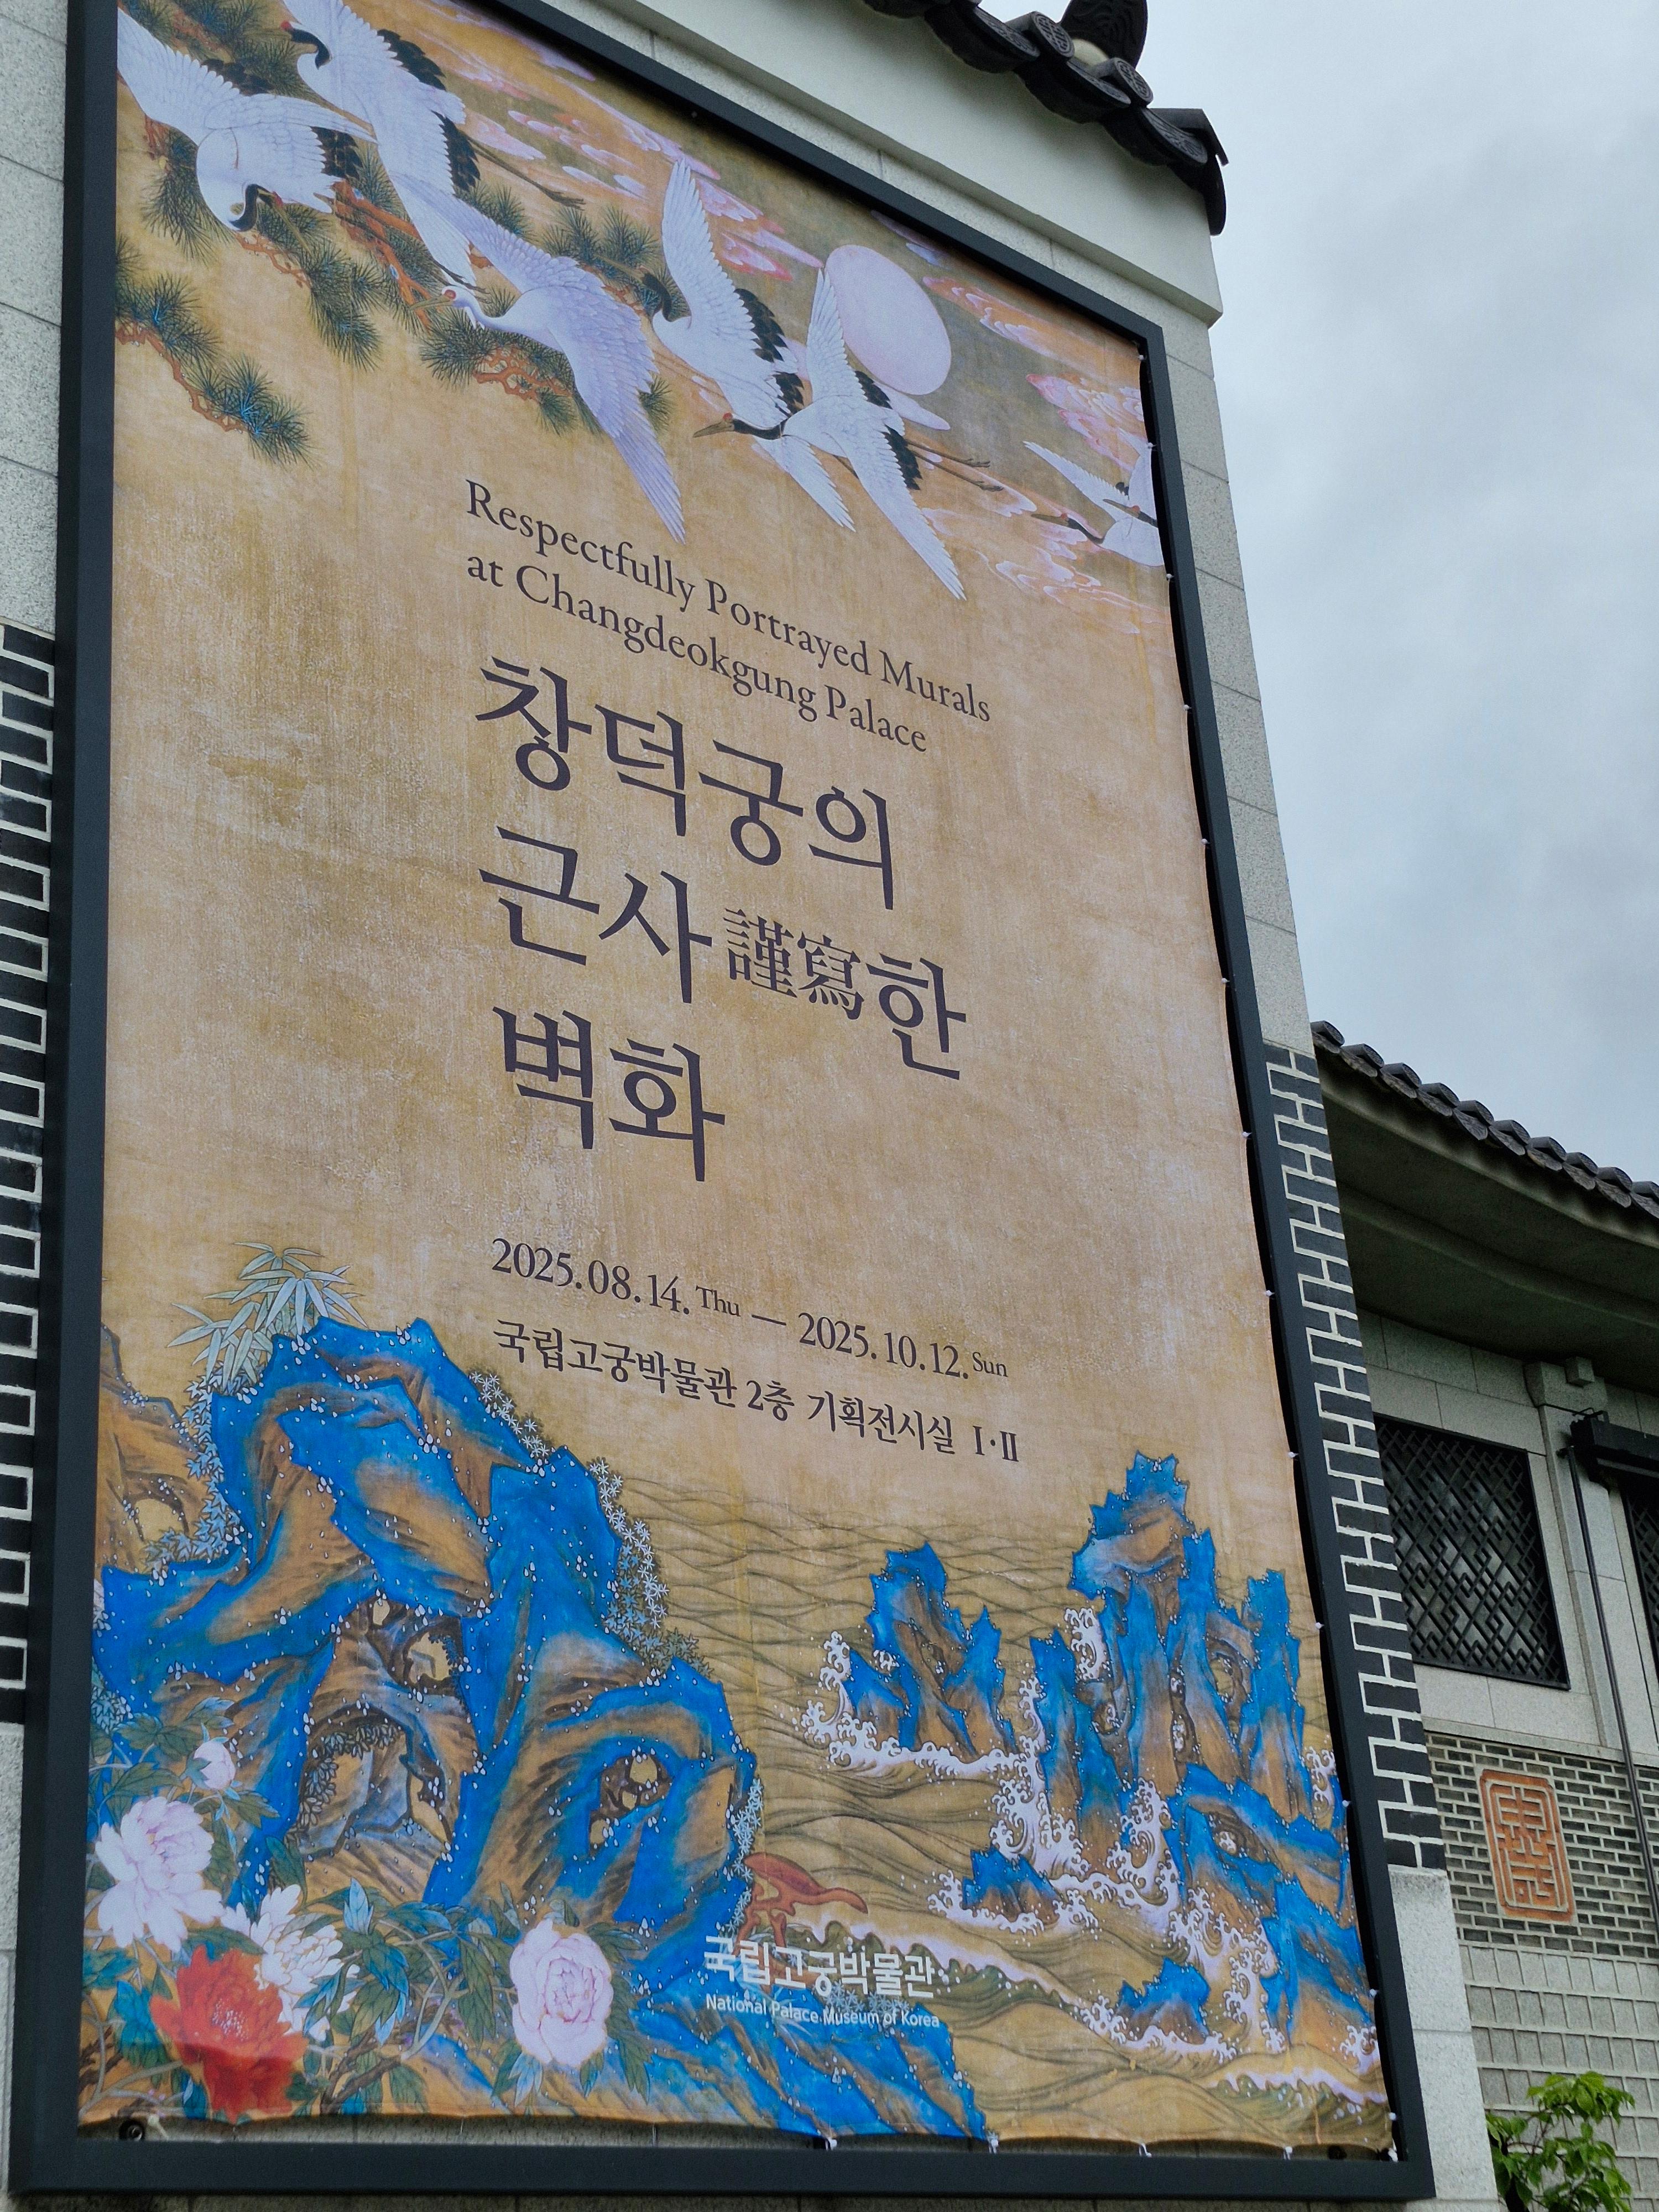 Respectfully Portrayed Murals
at Changdeokgung Palace
창덕궁의
근사謹寫한
벽화
2025.08.14. Thu — 2025.10.12. Sun
국립고궁박물관 2층 기획전시실 Ⅰ·Ⅱ
국립고궁박물관
National Palace Museum of Korea